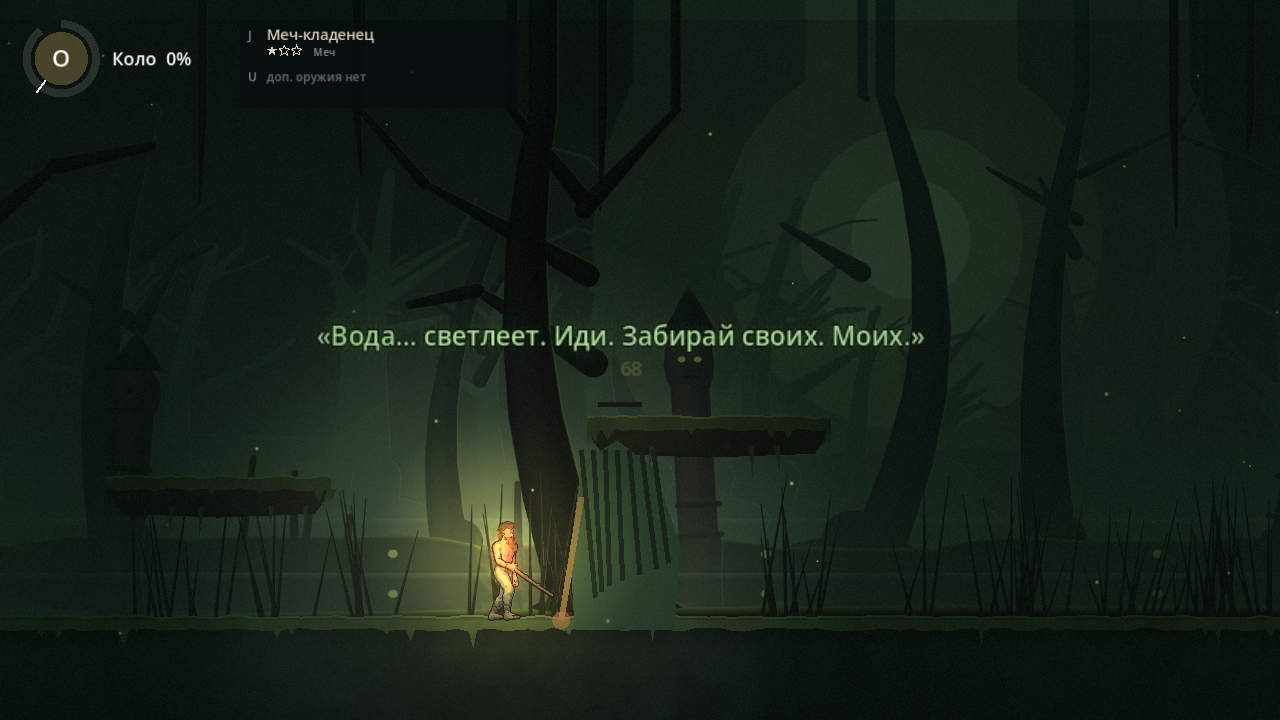 О
Коло 0%
J Меч-кладенец
Меч
U доп. оружия нет
«Вода... светлеет. Иди. Забирай своих. Моих.»
68